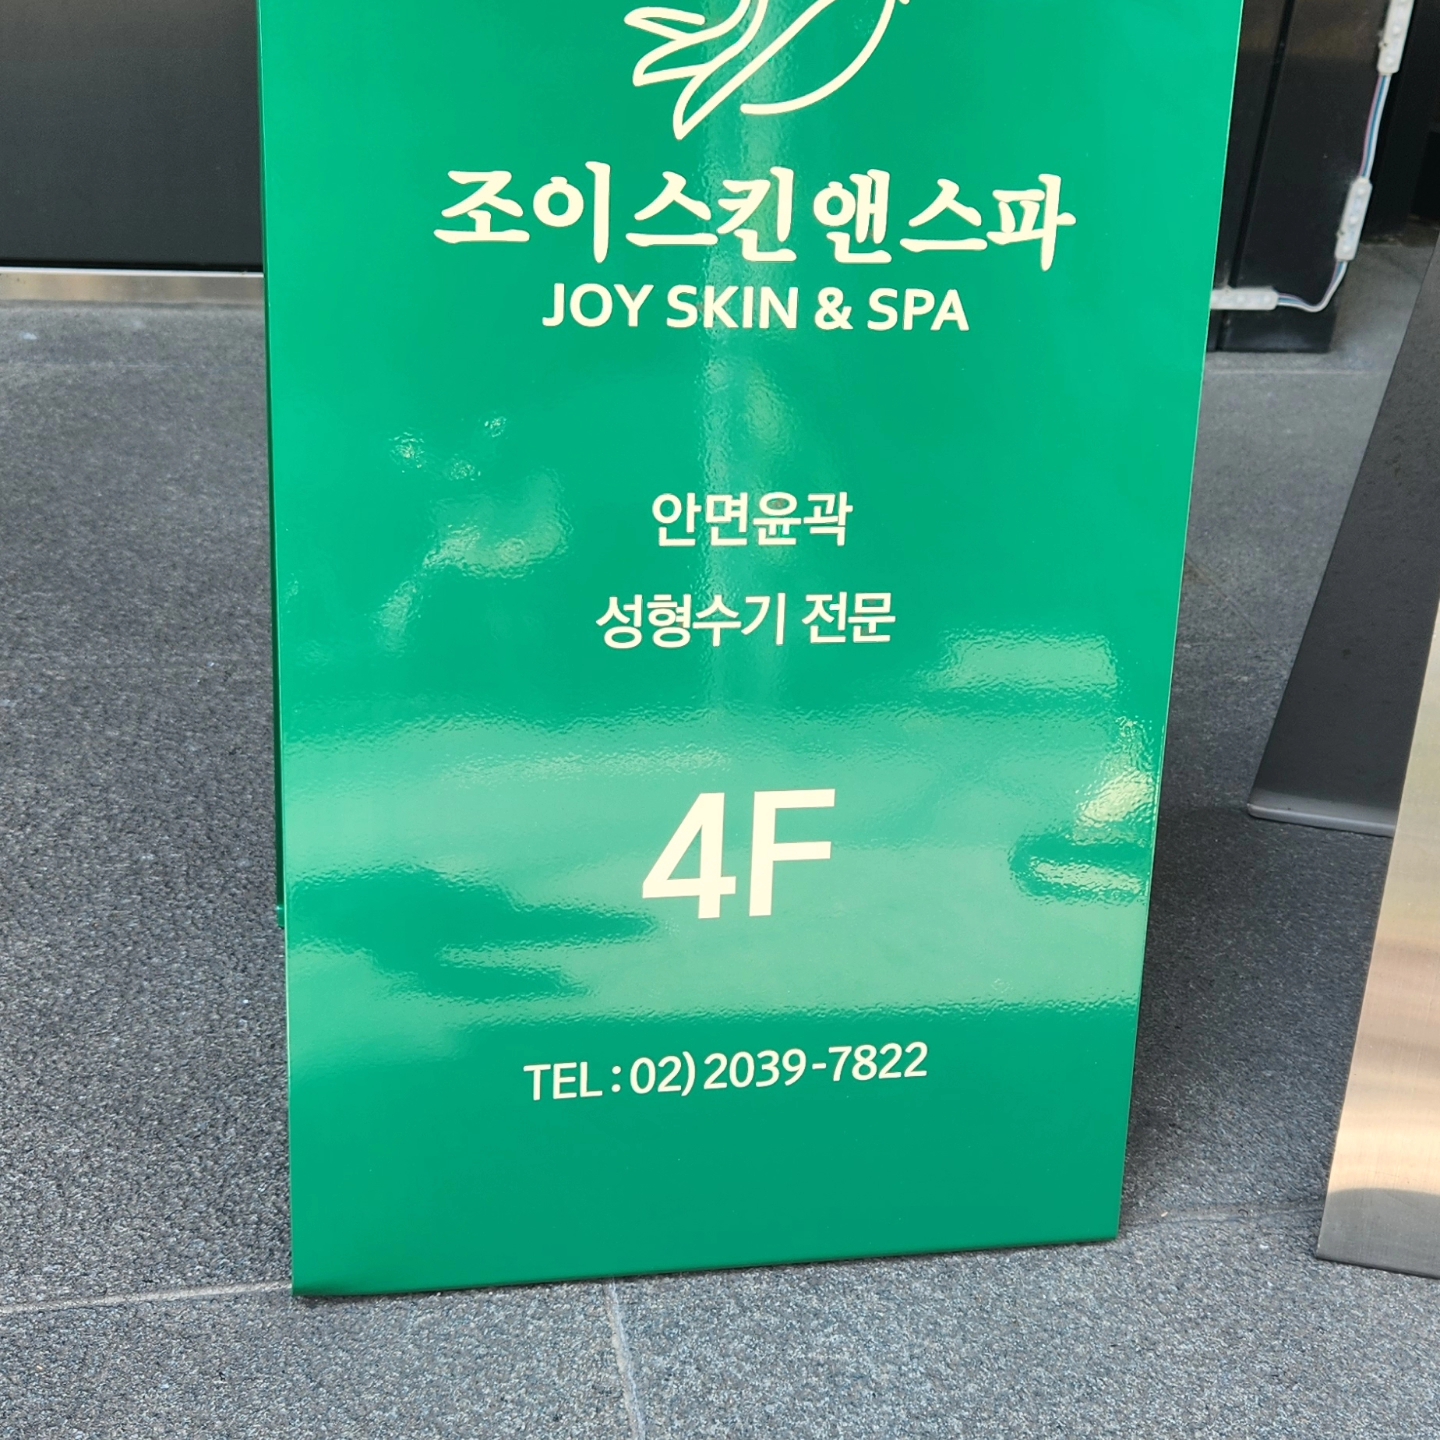 조이스킨앤스파
JOY SKIN & SPA
안면윤곽
성형수기 전문
4F
TEL : 02) 2039-7822